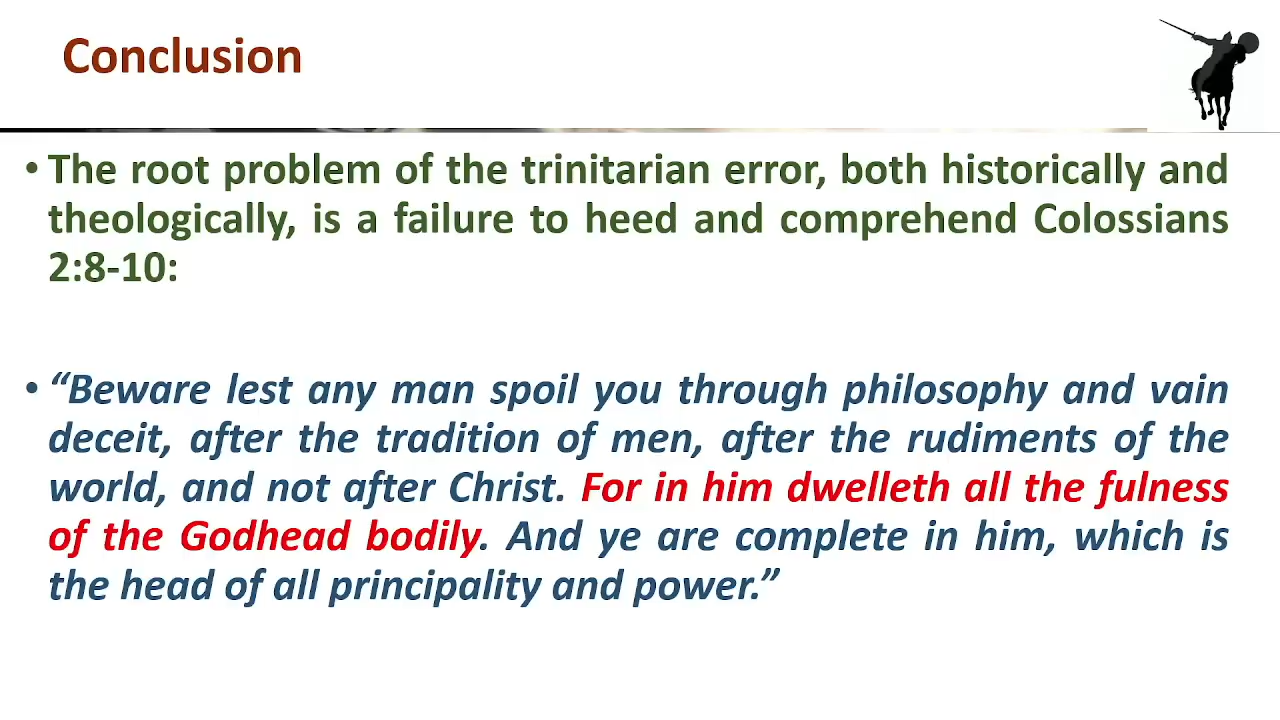 Conclusion
• The root problem of the trinitarian error, both historically and
theologically, is a failure to heed and comprehend Colossians
2:8-10:
• “Beware lest any man spoil you through philosophy and vain
deceit, after the tradition of men, after the rudiments of the
world, and not after Christ. For in him dwelleth all the fulness
of the Godhead bodily. And ye are complete in him, which is
the head of all principality and power.”